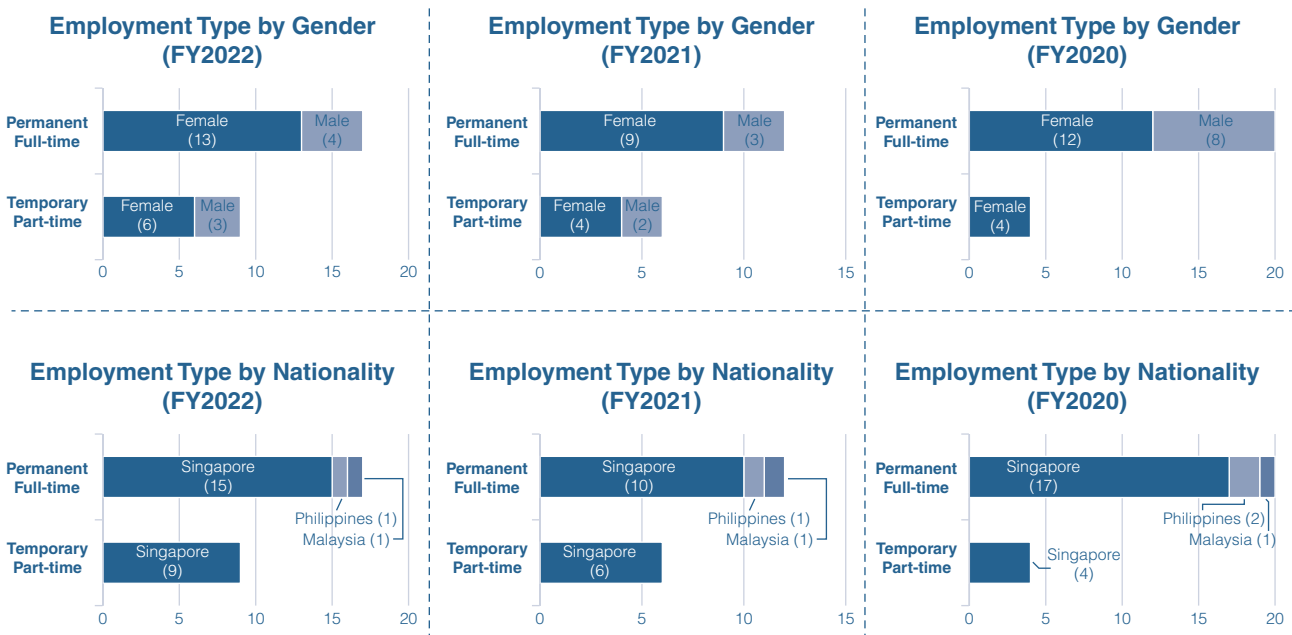 Employment Type by Gender
(FY2022)
Permanent
Full-time
Female
(13)
Male
(4)
Temporary
Part-time
Female
(6)
Male
(3)
0 5 10 15 20
Employment Type by Gender
(FY2021)
Permanent
Full-time
Female
(9)
Male
(3)
Temporary
Part-time
Female
(4)
Male
(2)
0 5 10 15
Employment Type by Gender
(FY2020)
Permanent
Full-time
Female
(12)
Male
(8)
Temporary
Part-time
Female
(4)
0 5 10 15 20
Employment Type by Nationality
(FY2022)
Permanent
Full-time
Singapore
(15)
Philippines (1)
Malaysia (1)
Temporary
Part-time
Singapore
(9)
0 5 10 15 20
Employment Type by Nationality
(FY2021)
Permanent
Full-time
Singapore
(10)
Philippines (1)
Malaysia (1)
Temporary
Part-time
Singapore
(6)
0 5 10 15
Employment Type by Nationality
(FY2020)
Permanent
Full-time
Singapore
(17)
Philippines (2)
Malaysia (1)
Temporary
Part-time
Singapore
(4)
0 5 10 15 20